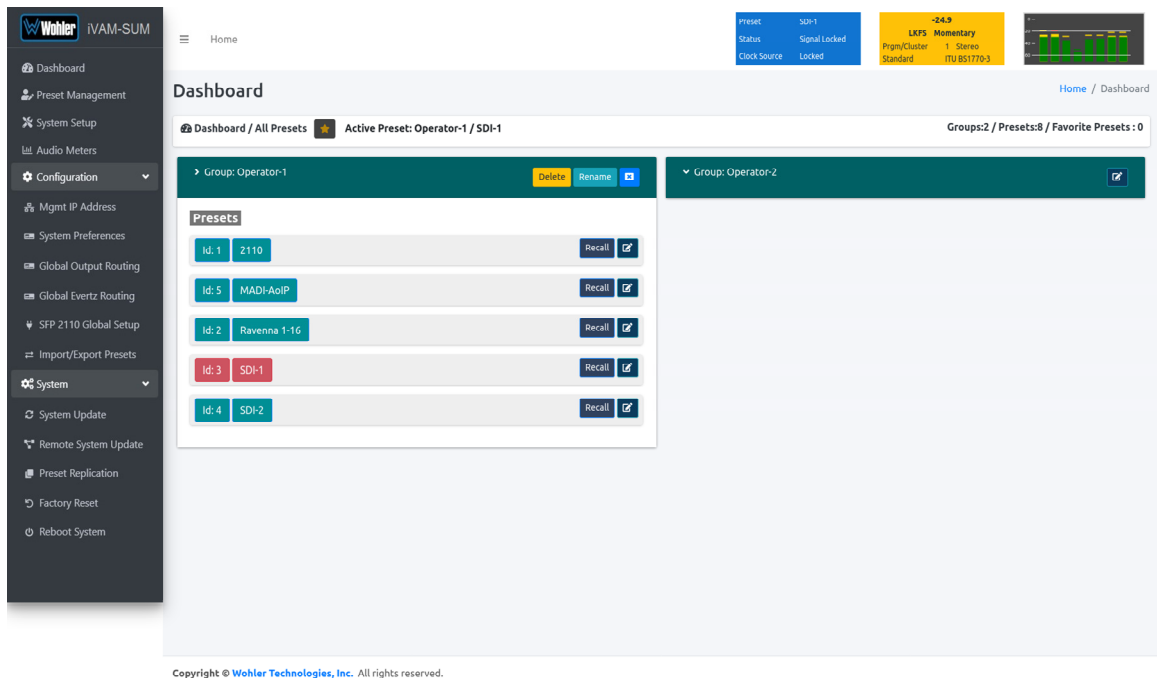 Wohler iVAM-SUM
Dashboard
Preset Management
System Setup
Audio Meters
Configuration
Mgmt IP Address
System Preferences
Global Output Routing
Global Evertz Routing
SFP 2110 Global Setup
Import/Export Presets
System
System Update
Remote System Update
Preset Replication
Factory Reset
Reboot System
Home
Preset SDI-1
Status Signal Locked
Clock Source Locked
-24.9
LKFS Momentary
Prgm/Cluster 1 Stereo
Standard ITU BS1770-3
Dashboard
Home / Dashboard
Dashboard / All Presets Active Preset: Operator-1 / SDI-1
Groups:2 / Presets:8 / Favorite Presets : 0
Group: Operator-1 Delete Rename
Presets
Id: 1 2110 Recall
Id: 5 MADI-AoIP Recall
Id: 2 Ravenna 1-16 Recall
Id: 3 SDI-1 Recall
Id: 4 SDI-2 Recall
Group: Operator-2
Copyright © Wohler Technologies, Inc. All rights reserved.